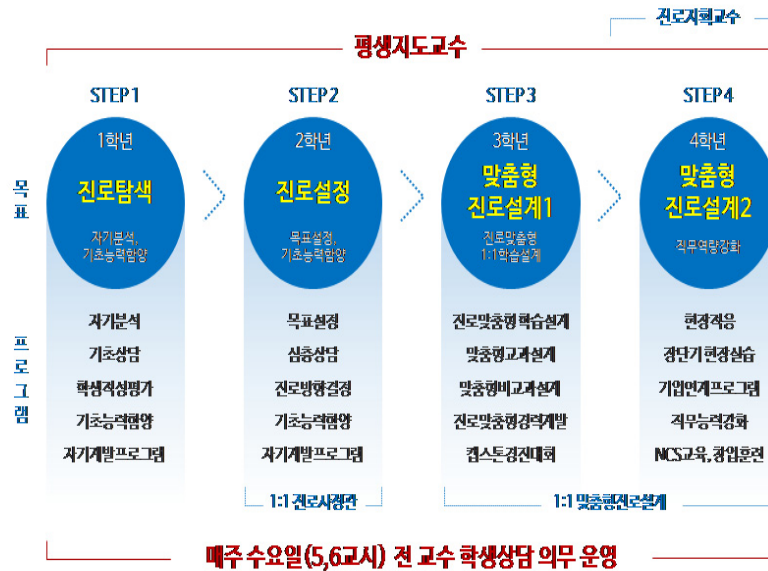 진로지획교수
평생지도교수
STEP1
STEP2
STEP3
STEP4
목표
1학년
진로탐색
자기분석,
기초능력함양
2학년
진로설정
목표설정,
기초능력함양
3학년
맞춤형
진로설계1
진로맞춤형
1:1학습설계
4학년
맞춤형
진로설계2
직무역량강화
프로그램
자기분석
기초상담
학생적성평가
기초능력함양
자기개발프로그램
목표설정
심층상담
진로방향결정
기초능력함양
자기개발프로그램
진로맞춤형학습설계
맞춤형교과설계
맞춤형비교과설계
진로맞춤형경력개발
캡스톤경진대회
현장적응
장단기현장실습
기업연계프로그램
직무능력강화
NCS교육, 창업훈련
1:1 진로사정관
1:1 맞춤형진로설계
매주 수요일(5,6교시) 전 교수 학생상담 의무 운영